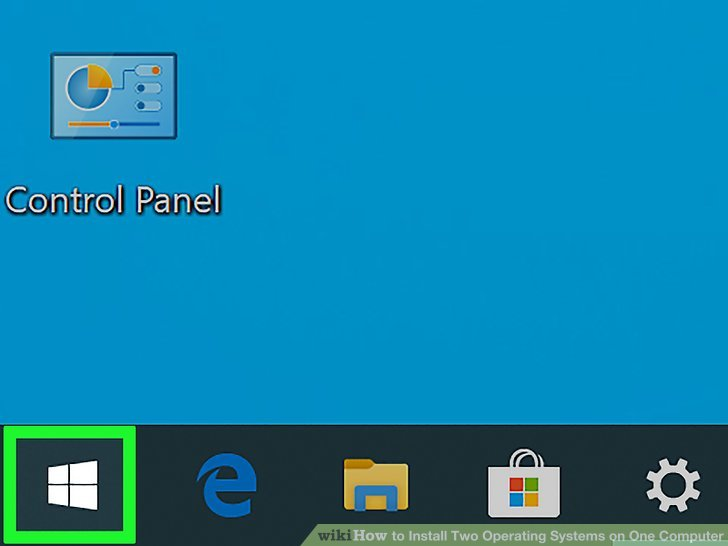 Control Panel
wikiHow to Install Two Operating Systems on One Computer